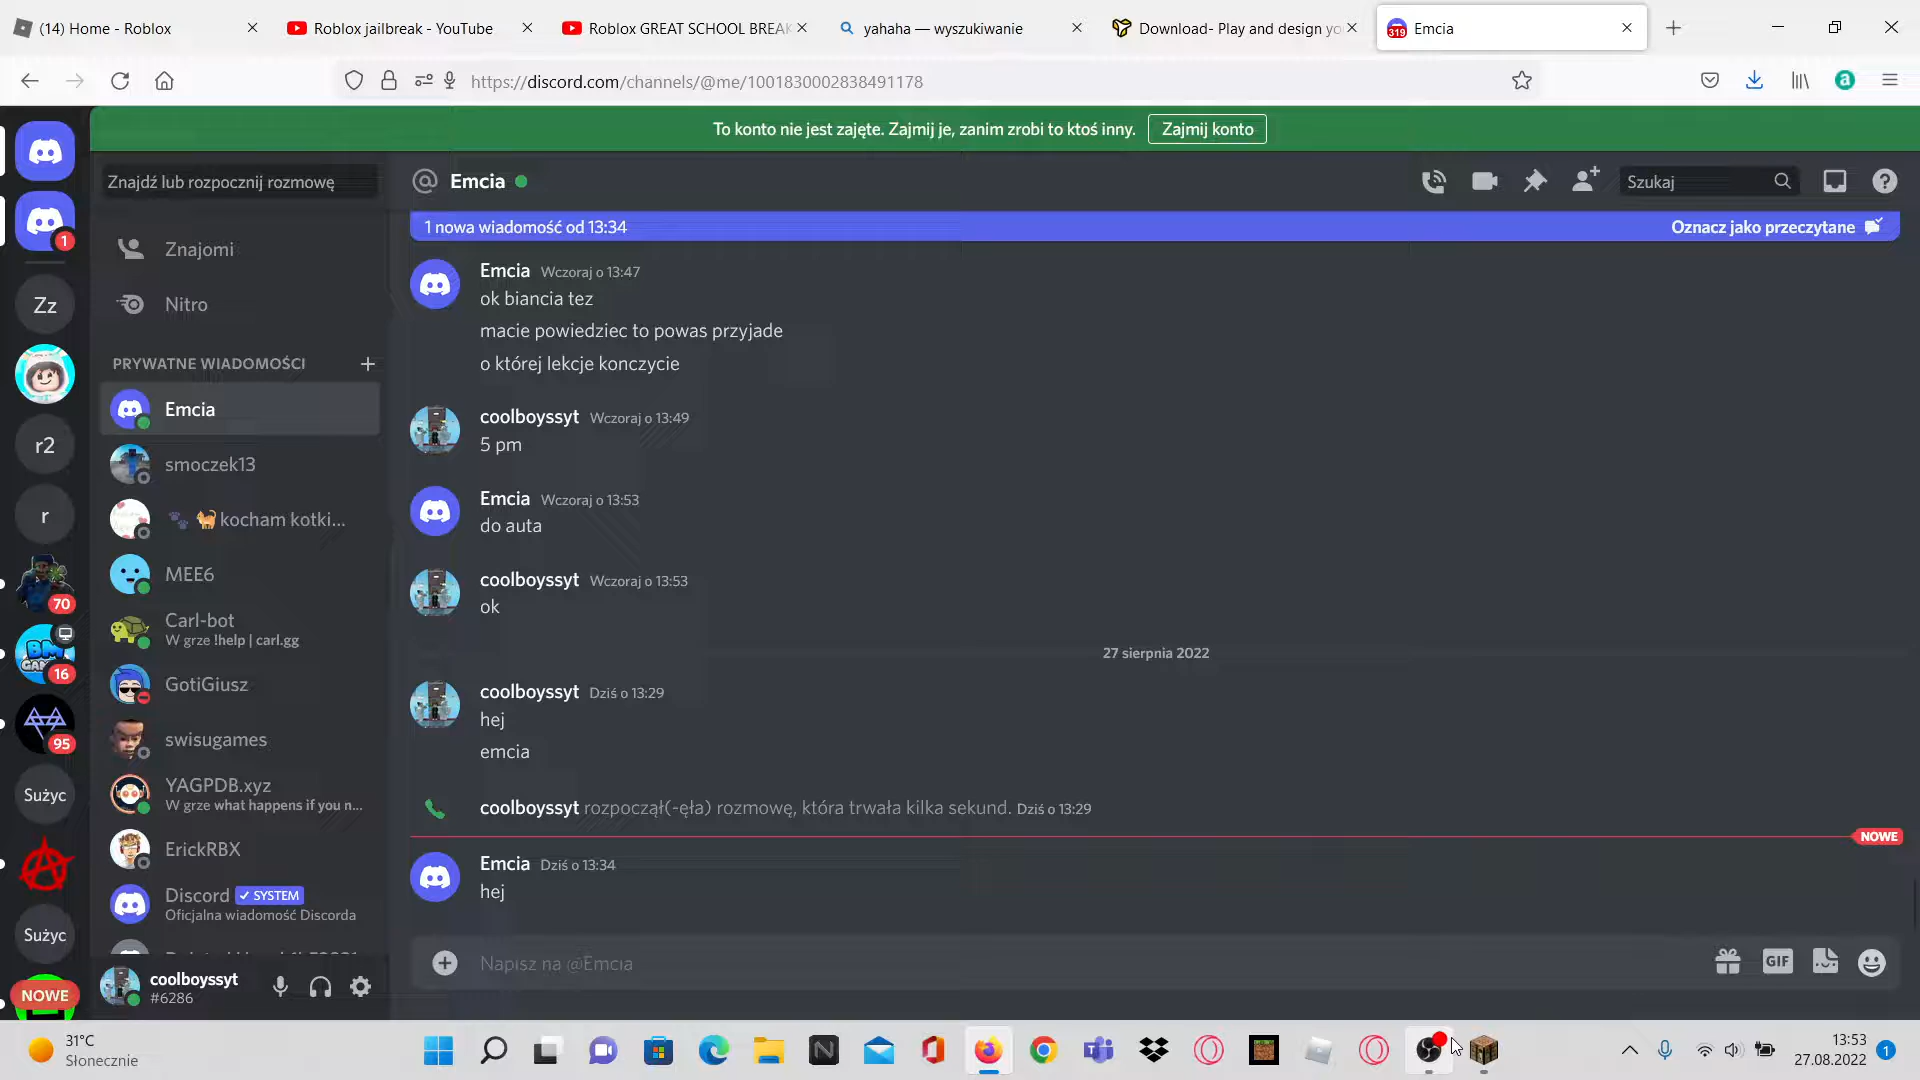 (14) Home - Roblox
Roblox jailbreak - YouTube
Roblox GREAT SCHOOL BREAK
yahaha — wyszukiwanie
Download- Play and design yo
319
Emcia
https://discord.com/channels/@me/1001830002838491178
a
To konto nie jest zajęte. Zajmij je, zanim zrobi to ktoś inny.
Zajmij konto
Znajdź lub rozpocznij rozmowę
Emcia
Szukaj
1
Znajomi
1 nowa wiadomość od 13:34
Oznacz jako przeczytane
Zz
Nitro
Emcia Wczoraj o 13:47
ok biancia tez
macie powiedziec to powas przyjade
o której lekcje konczycie
PRYWATNE WIADOMOŚCI
Emcia
coolboyssyt Wczoraj o 13:49
5 pm
r2
smoczek13
r
kocham kotki...
Emcia Wczoraj o 13:53
do auta
MEE6
70
coolboyssyt Wczoraj o 13:53
ok
Carl-bot
W grze !help | carl.gg
BM
GAM
16
27 sierpnia 2022
GotiGiusz
coolboyssyt Dziś o 13:29
hej
emcia
95
swisugames
Sużyc
YAGPDB.xyz
W grze what happens if you n...
coolboyssyt rozpoczął(-ęła) rozmowę, która trwała kilka sekund. Dziś o 13:29
NOWE
ErickRBX
Emcia Dziś o 13:34
hej
Discord SYSTEM
Oficjalna wiadomość Discorda
Sużyc
Napisz na @Emcia
GIF
coolboyssyt
#6286
NOWE
31°C
Słonecznie
N
13:53
27.08.2022
1